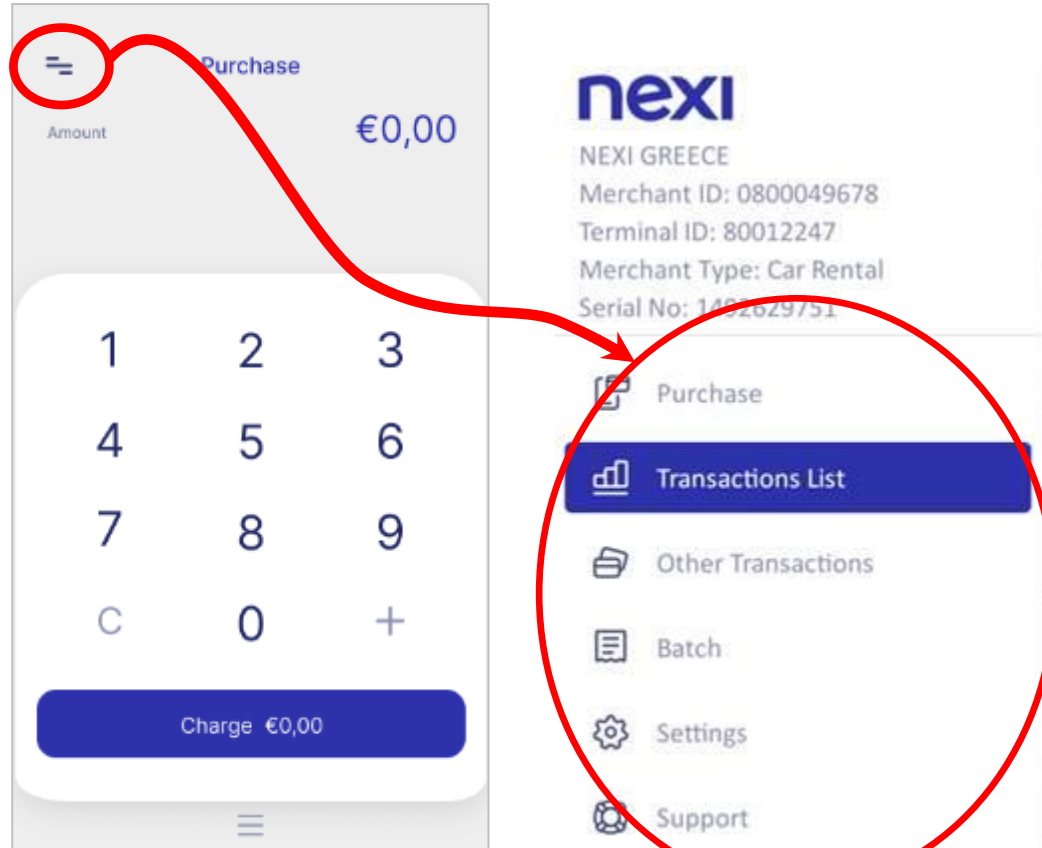 Purchase
Amount
€0,00
1 2 3
4 5 6
7 8 9
C 0 +
Charge €0,00
nexi
NEXI GREECE
Merchant ID: 0800049678
Terminal ID: 80012247
Merchant Type: Car Rental
Serial No: 1492629751
Purchase
Transactions List
Other Transactions
Batch
Settings
Support